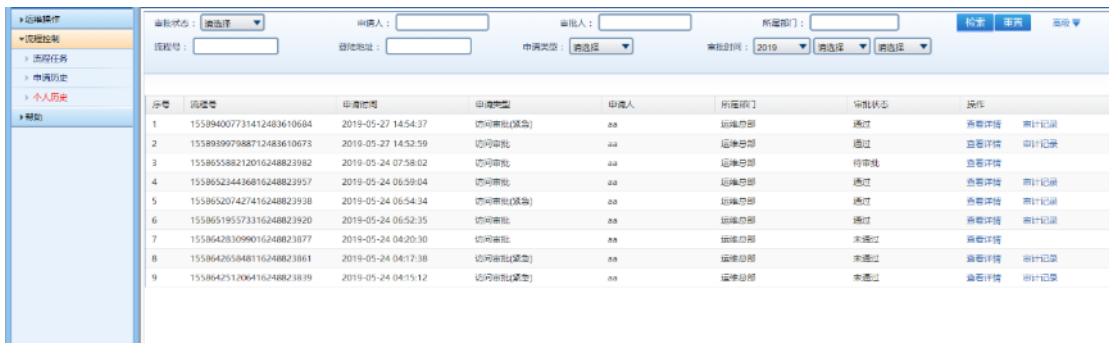 运维操作
流程控制
流程任务
申请历史
个人历史
帮助
审批状态： 请选择 申请人： 审批人： 所属部门： 检索 重置 高级
流程号： 登陆地址： 申请类型： 请选择 审批时间： 2019 请选择 请选择
序号 流程号 申请时间 申请类型 申请人 所属部门 审批状态 操作
1 1558940077314124836​10684 2019-05-27 14:54:37 访问审批(紧急) aa 运维总部 通过 查看详情 审计记录
2 155893997988712483610673 2019-05-27 14:52:59 访问审批 aa 运维总部 通过 查看详情 审计记录
3 155865588212016248823982 2019-05-24 07:58:02 访问审批 aa 运维总部 待审批 查看详情
4 155865234436816248823957 2019-05-24 06:59:04 访问审批 aa 运维总部 通过 查看详情 审计记录
5 155865207427416248823938 2019-05-24 06:54:34 访问审批(紧急) aa 运维总部 通过 查看详情 审计记录
6 155865195573316248823920 2019-05-24 06:52:35 访问审批 aa 运维总部 通过 查看详情 审计记录
7 155864283099016248823877 2019-05-24 04:20:30 访问审批 aa 运维总部 未通过 查看详情
8 155864265848116248823861 2019-05-24 04:17:38 访问审批(紧急) aa 运维总部 未通过 查看详情 审计记录
9 155864251206416248823839 2019-05-24 04:15:12 访问审批(紧急) aa 运维总部 未通过 查看详情 审计记录